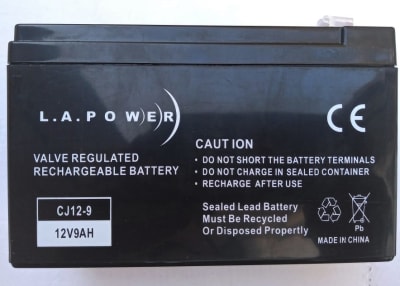 L.A.POWER
CE
VALVE REGULATED
RECHARGEABLE BATTERY
CJ12-9
12V9AH
CAUTION
• DO NOT SHORT THE BATTERY TERMINALS
• DO NOT CHARGE IN SEALED CONTAINER
• RECHARGE AFTER USE
Sealed Lead Battery
Must Be Recycled
Or Disposed Properly
Pb
MADE IN CHINA